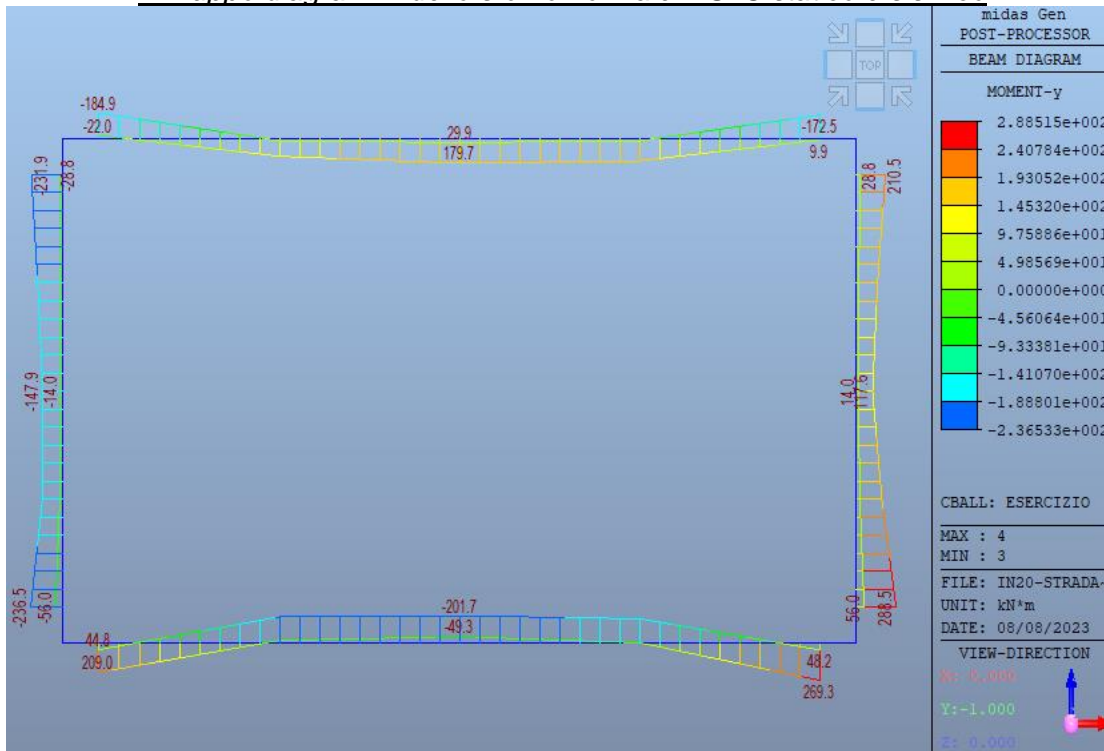 midas Gen
POST-PROCESSOR
BEAM DIAGRAM
MOMENT-y
2.88515e+002
2.40784e+002
1.93052e+002
1.45320e+002
9.75886e+001
4.98569e+001
0.00000e+000
-4.56064e+001
-9.33381e+001
-1.41070e+002
-1.88801e+002
-2.36533e+002
CBALL: ESERCIZIO
MAX : 4
MIN : 3
FILE: IN20-STRADA-
UNIT: kN*m
DATE: 08/08/2023
VIEW-DIRECTION
X: 0.000
Y:-1.000
Z: 0.000
TOP
-184.9
-22.0
29.9
179.7
-172.5
9.9
-231.9
-28.8
28.8
210.5
-147.9
-14.0
14.0
117.6
-236.5
-56.0
56.0
288.5
44.8
209.0
-201.7
-49.3
48.2
269.3